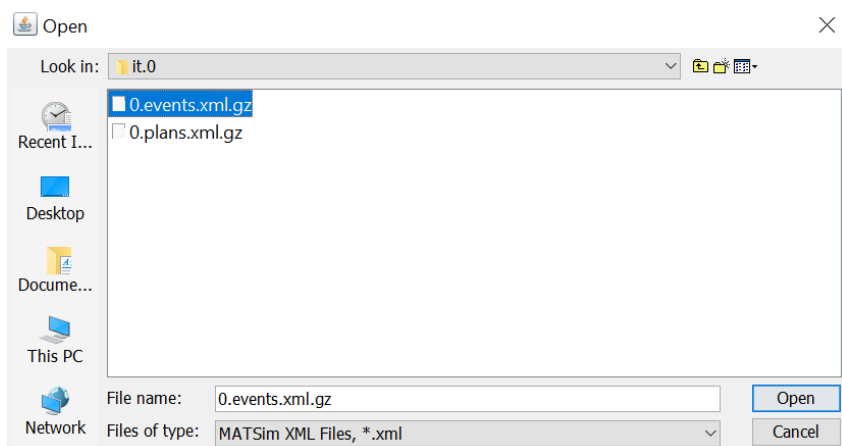 Open
Look in: it.0
0.events.xml.gz
0.plans.xml.gz
Recent I...
Desktop
Docume...
This PC
Network
File name: 0.events.xml.gz Open
Files of type: MATSim XML Files, *.xml Cancel